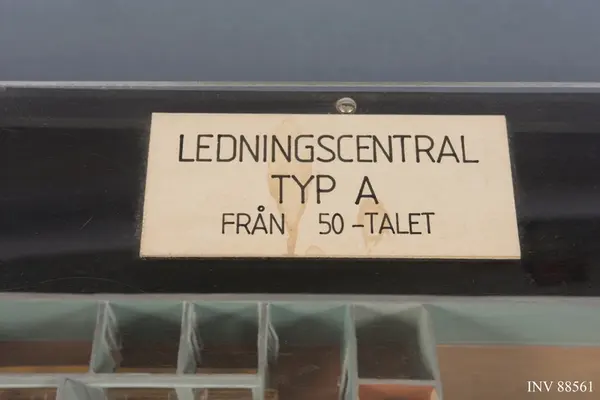 LEDNINGSCENTRAL
TYP A
FRÅN 50-TALET
INV 88561